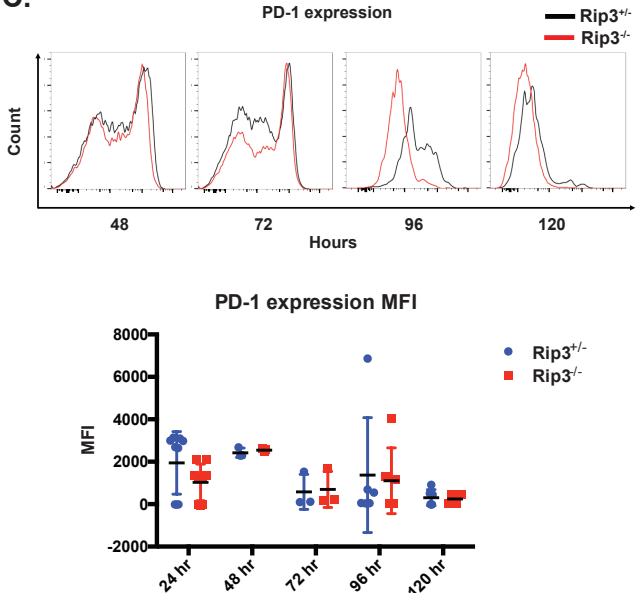 C.
PD-1 expression
Rip3+/-
Rip3-/-
Count
48 72 96 120
Hours
PD-1 expression MFI
8000
6000
4000
2000
0
-2000
MFI
Rip3+/-
Rip3-/-
24 hr 48 hr 72 hr 96 hr 120 hr